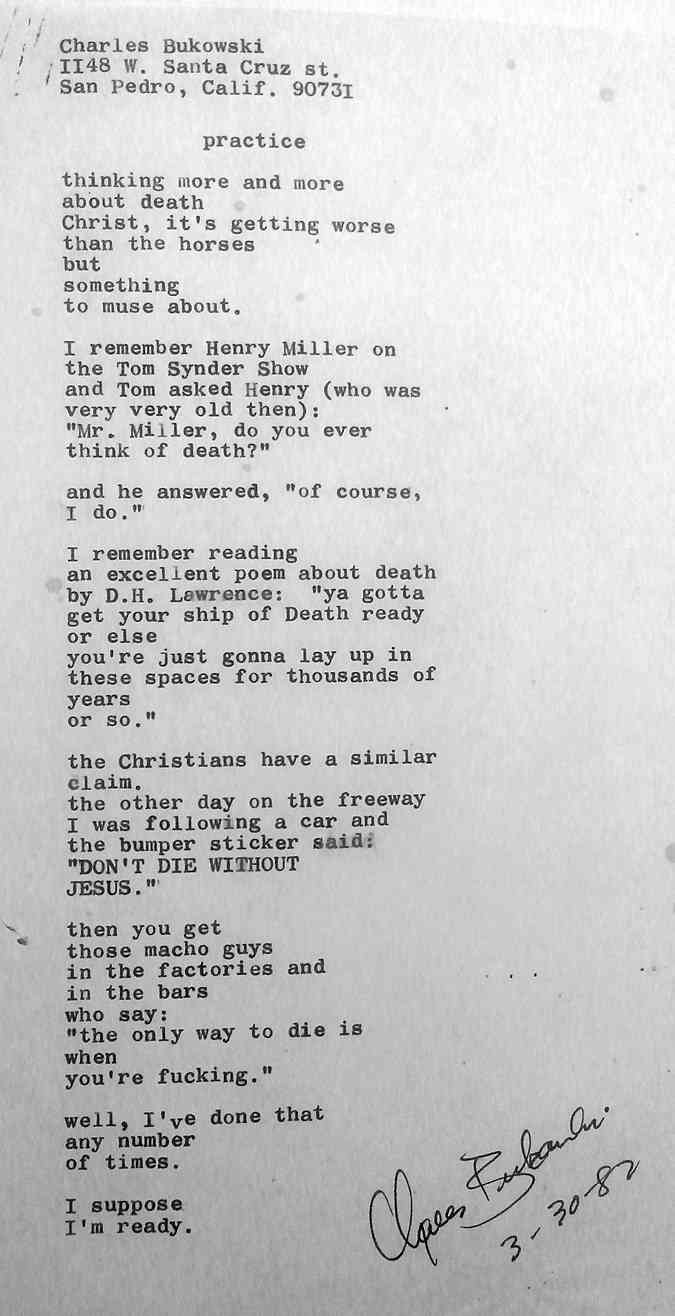 Charles Bukowski
II48 W. Santa Cruz st.
San Pedro, Calif. 9073I
practice
thinking more and more
about death
Christ, it's getting worse
than the horses
but
something
to muse about.
I remember Henry Miller on
the Tom Synder Show
and Tom asked Henry (who was
very very old then):
"Mr. Miller, do you ever
think of death?"
and he answered, "of course,
I do."
I remember reading
an excellent poem about death
by D.H. Lawrence: "ya gotta
get your ship of Death ready
or else
you're just gonna lay up in
these spaces for thousands of
years
or so."
the Christians have a similar
claim.
the other day on the freeway
I was following a car and
the bumper sticker said:
"DON'T DIE WITHOUT
JESUS."
then you get
those macho guys
in the factories and
in the bars
who say:
"the only way to die is
when
you're fucking."
well, I've done that
any number
of times.
I suppose
I'm ready.
Charles Bukowski
3-30-82